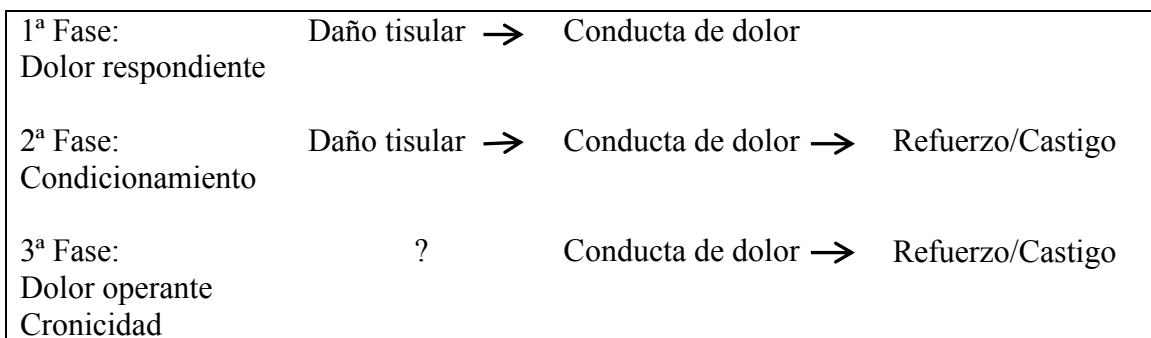 1ª Fase: Daño tisular → Conducta de dolor
Dolor respondiente
2ª Fase: Daño tisular → Conducta de dolor → Refuerzo/Castigo
Condicionamiento
3ª Fase: ? Conducta de dolor → Refuerzo/Castigo
Dolor operante
Cronicidad